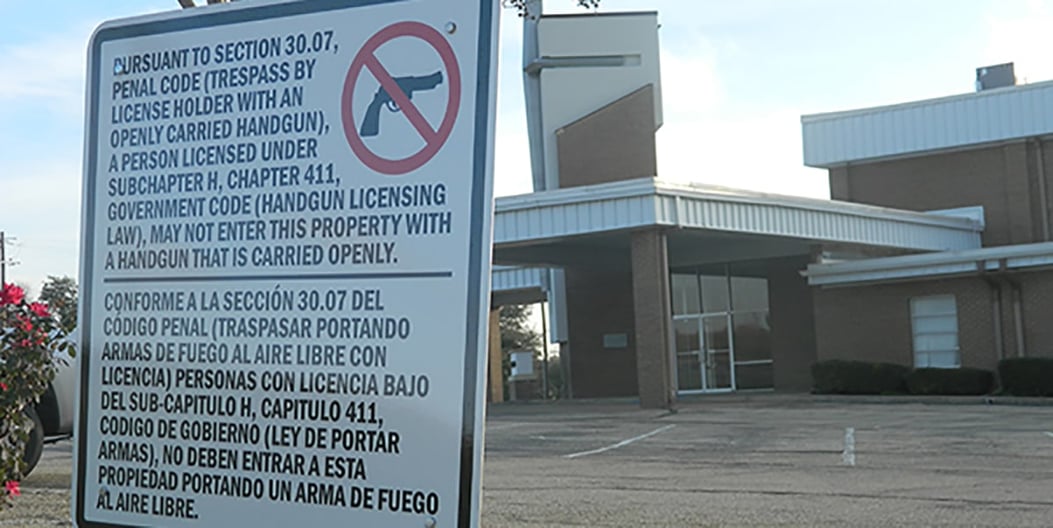 PURSUANT TO SECTION 30.07,
PENAL CODE (TRESPASS BY
LICENSE HOLDER WITH AN
OPENLY CARRIED HANDGUN),
A PERSON LICENSED UNDER
SUBCHAPTER H, CHAPTER 411,
GOVERNMENT CODE (HANDGUN LICENSING
LAW), MAY NOT ENTER THIS PROPERTY WITH
A HANDGUN THAT IS CARRIED OPENLY.
CONFORME A LA SECCIÓN 30.07 DEL
CÓDIGO PENAL (TRASPASAR PORTANDO
ARMAS DE FUEGO AL AIRE LIBRE CON
LICENCIA) PERSONAS CON LICENCIA BAJO
DEL SUB-CAPITULO H, CAPITULO 411,
CODIGO DE GOBIERNO (LEY DE PORTAR
ARMAS), NO DEBEN ENTRAR A ESTA
PROPIEDAD PORTANDO UN ARMA DE FUEGO
AL AIRE LIBRE.